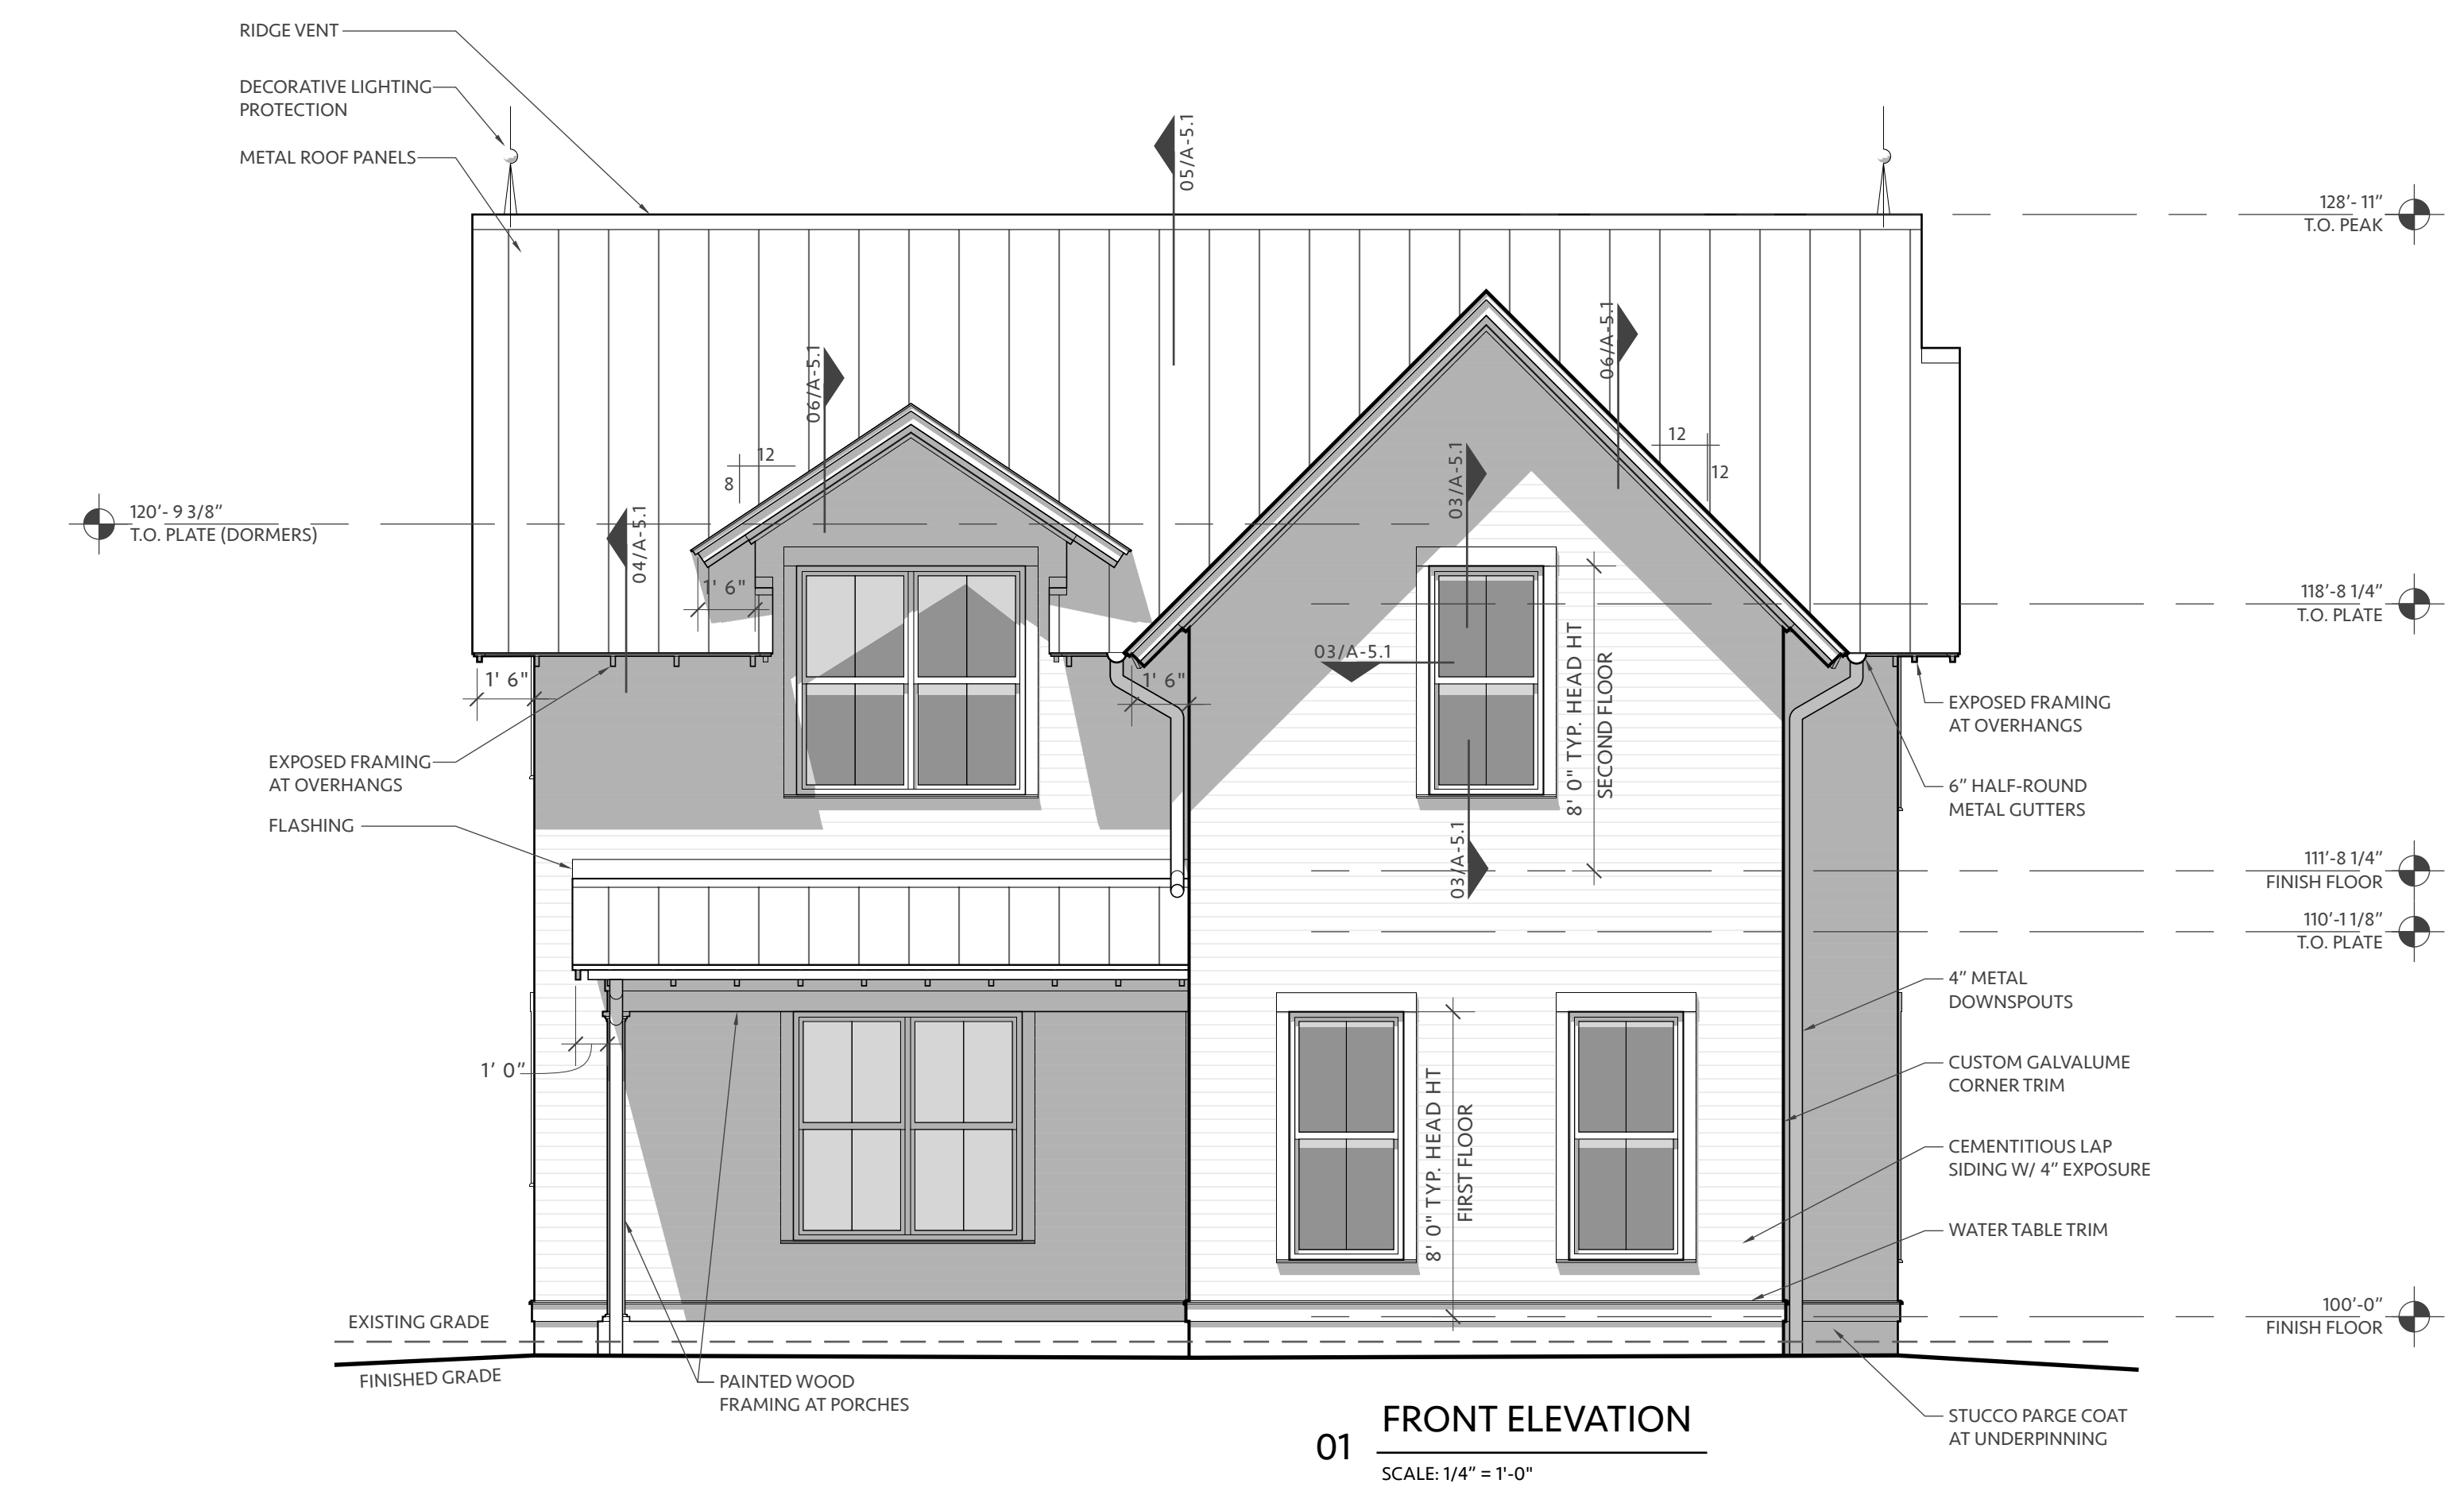 RIDGE VENT
DECORATIVE LIGHTING
PROTECTION
METAL ROOF PANELS
05/A-5.1
128’- 11”
T.O. PEAK
06/A-5.1
06/A-5.1
12
8
12
12
03/A-5.1
120’- 9 3/8”
T.O. PLATE (DORMERS)
04/A-5.1
1' 6"
118’-8 1/4”
T.O. PLATE
03/A-5.1
1' 6"
1' 6"
8' 0" TYP. HEAD HT
SECOND FLOOR
EXPOSED FRAMING
AT OVERHANGS
EXPOSED FRAMING
AT OVERHANGS
6” HALF-ROUND
METAL GUTTERS
FLASHING
03/A-5.1
111’-8 1/4”
FINISH FLOOR
110’-1 1/8”
T.O. PLATE
4” METAL
DOWNSPOUTS
1’ 0”
8' 0" TYP. HEAD HT
FIRST FLOOR
CUSTOM GALVALUME
CORNER TRIM
CEMENTITIOUS LAP
SIDING W/ 4” EXPOSURE
WATER TABLE TRIM
EXISTING GRADE
100’-0”
FINISH FLOOR
FINISHED GRADE
PAINTED WOOD
FRAMING AT PORCHES
STUCCO PARGE COAT
AT UNDERPINNING
01
FRONT ELEVATION
SCALE: 1/4” = 1'-0"